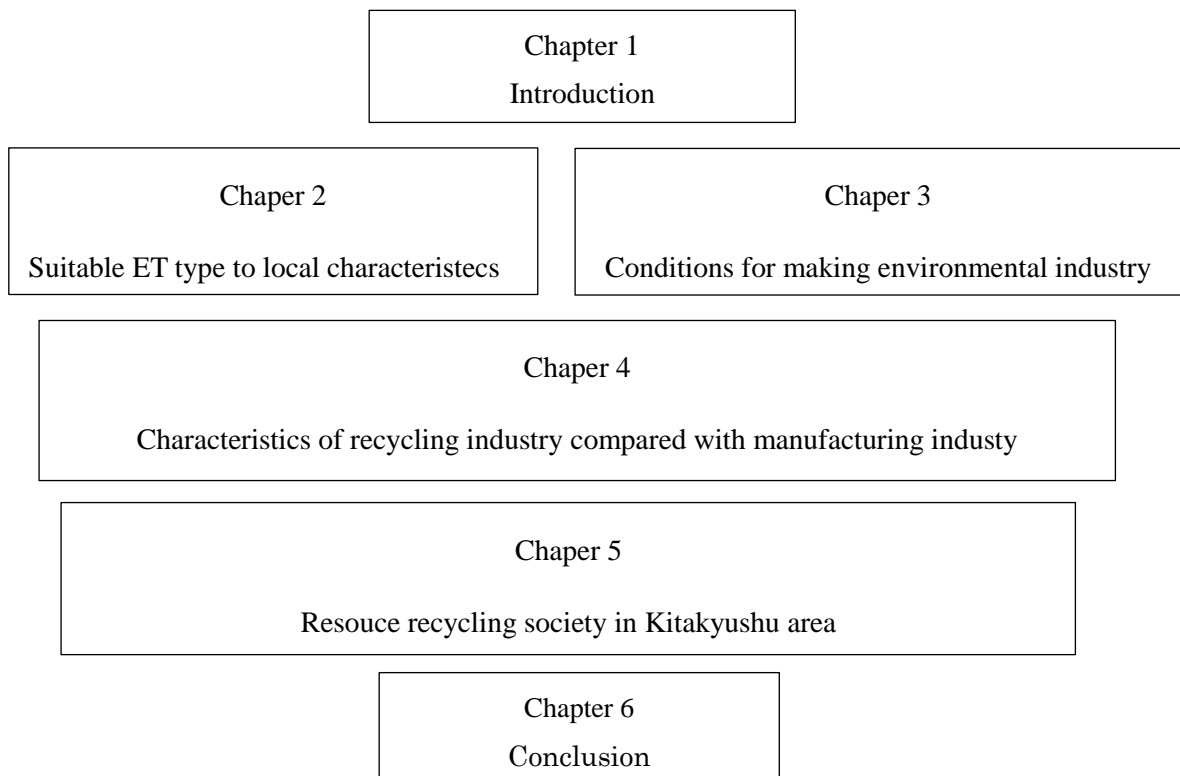 Chapter 1
Introduction
Chaper 2
Suitable ET type to local characteristecs
Chaper 3
Conditions for making environmental industry
Chaper 4
Characteristics of recycling industry compared with manufacturing industy
Chaper 5
Resouce recycling society in Kitakyushu area
Chapter 6
Conclusion